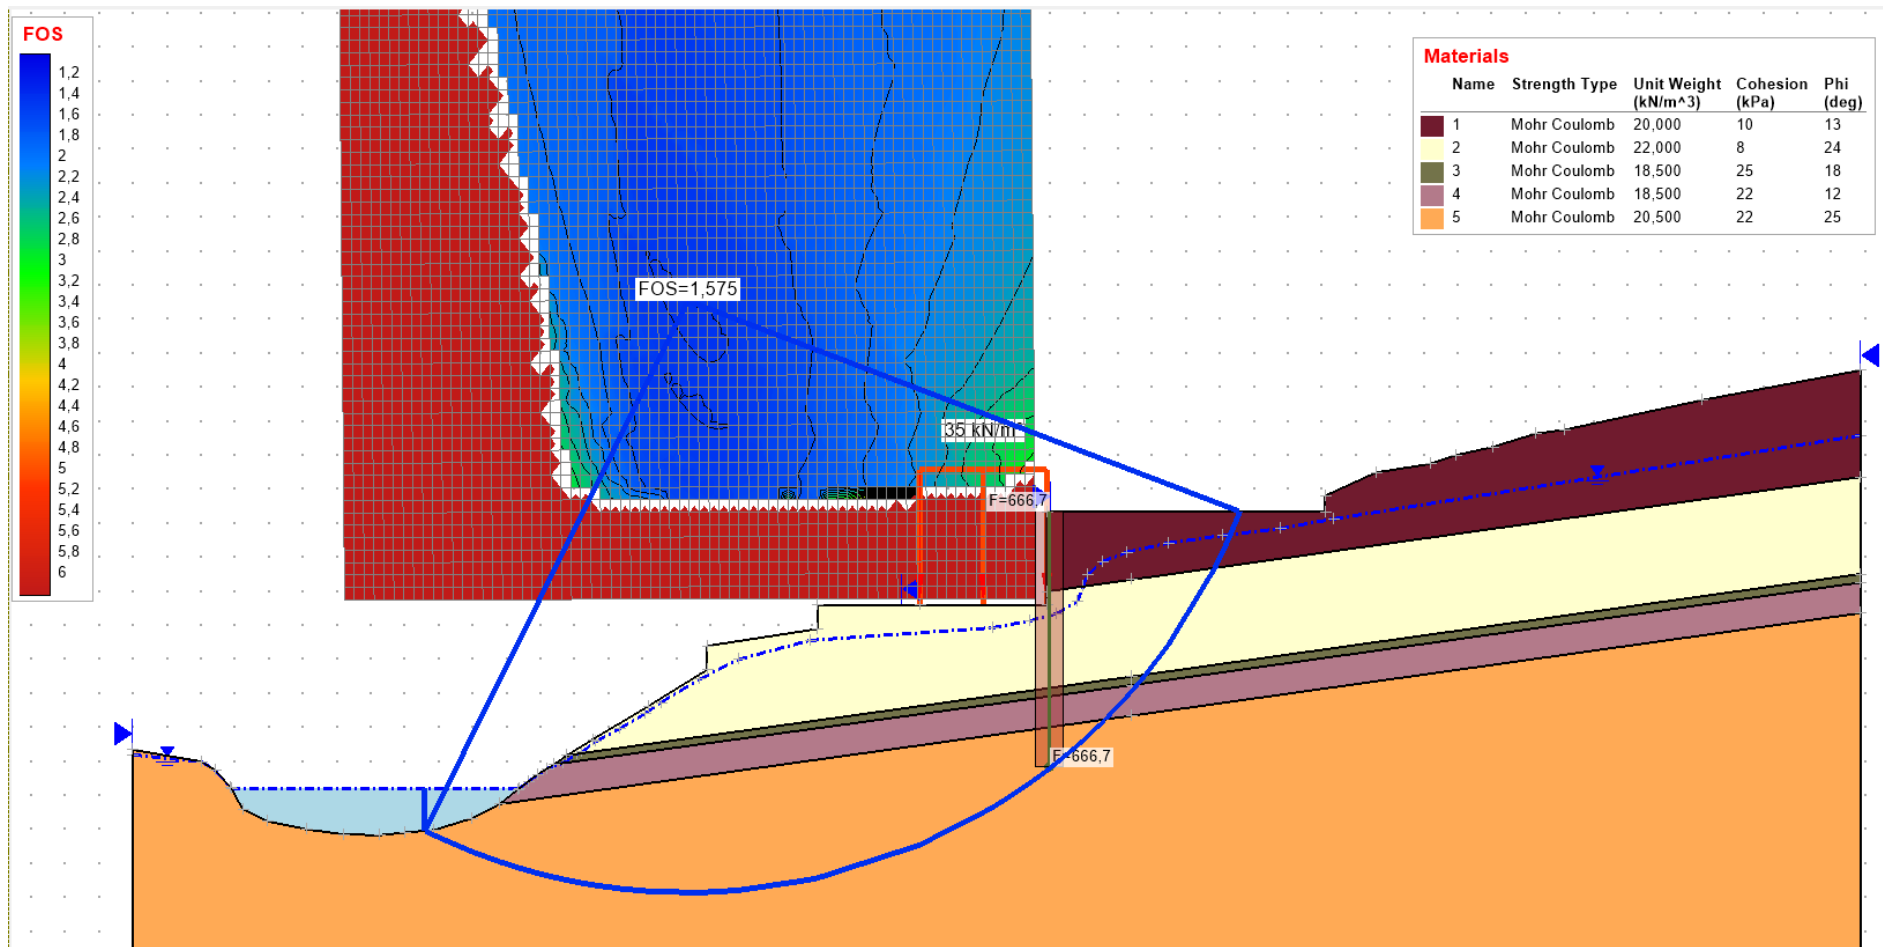 FOS
1,2
1,4
1,6
1,8
2
2,2
2,4
2,6
2,8
3
3,2
3,4
3,6
3,8
4
4,2
4,4
4,6
4,8
5
5,2
5,4
5,6
5,8
6
Materials
Name Strength Type Unit Weight (kN/m^3) Cohesion (kPa) Phi (deg)
1 Mohr Coulomb 20,000 10 13
2 Mohr Coulomb 22,000 8 24
3 Mohr Coulomb 18,500 25 18
4 Mohr Coulomb 18,500 22 12
5 Mohr Coulomb 20,500 22 25
FOS=1,575
35 kN/m
F=666,7
F=666,7